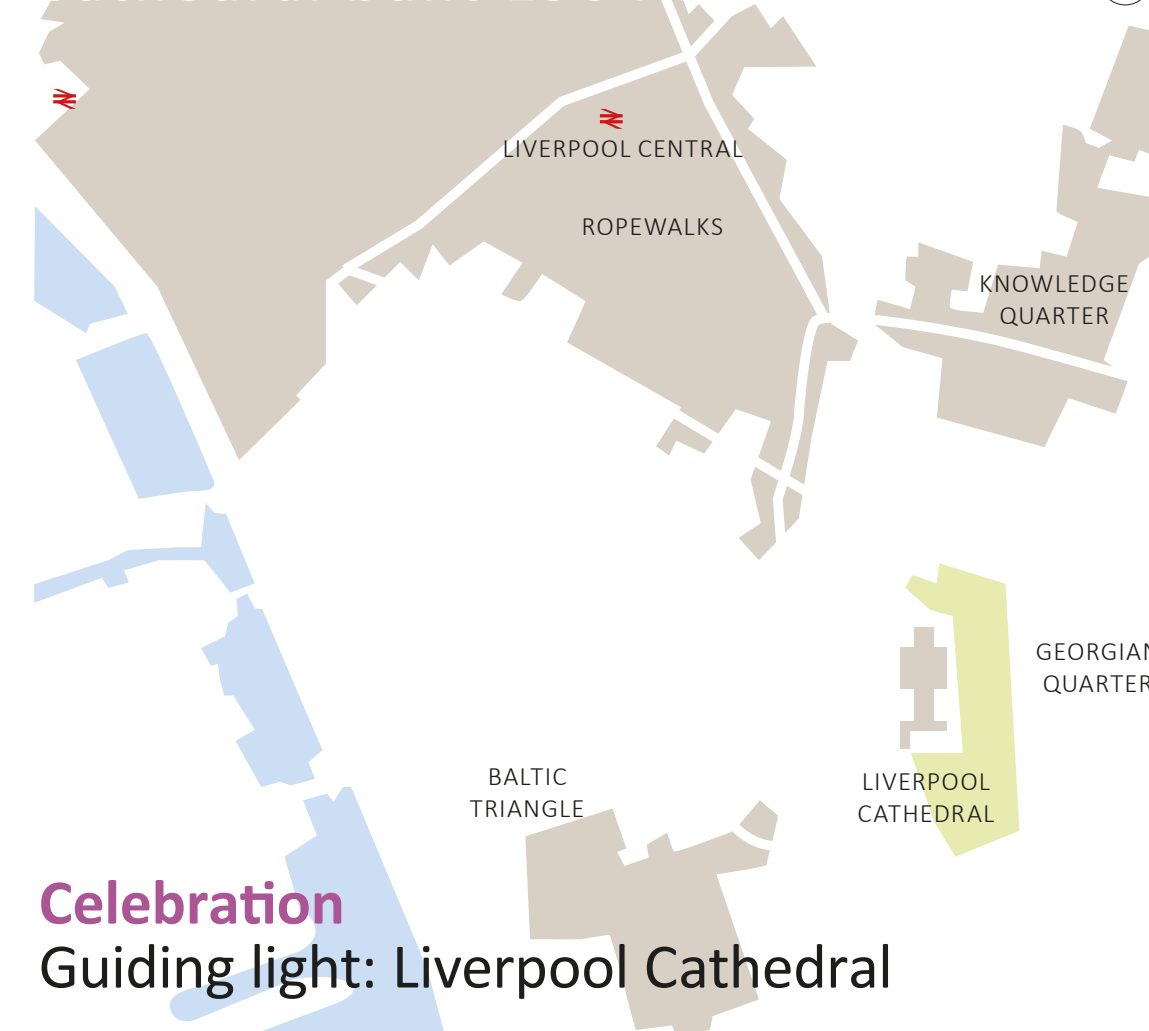 LIVERPOOL CENTRAL
ROPEWALKS
KNOWLEDGE
QUARTER
GEORGIAN
QUARTER
BALTIC
TRIANGLE
LIVERPOOL
CATHEDRAL
Celebration
Guiding light: Liverpool Cathedral